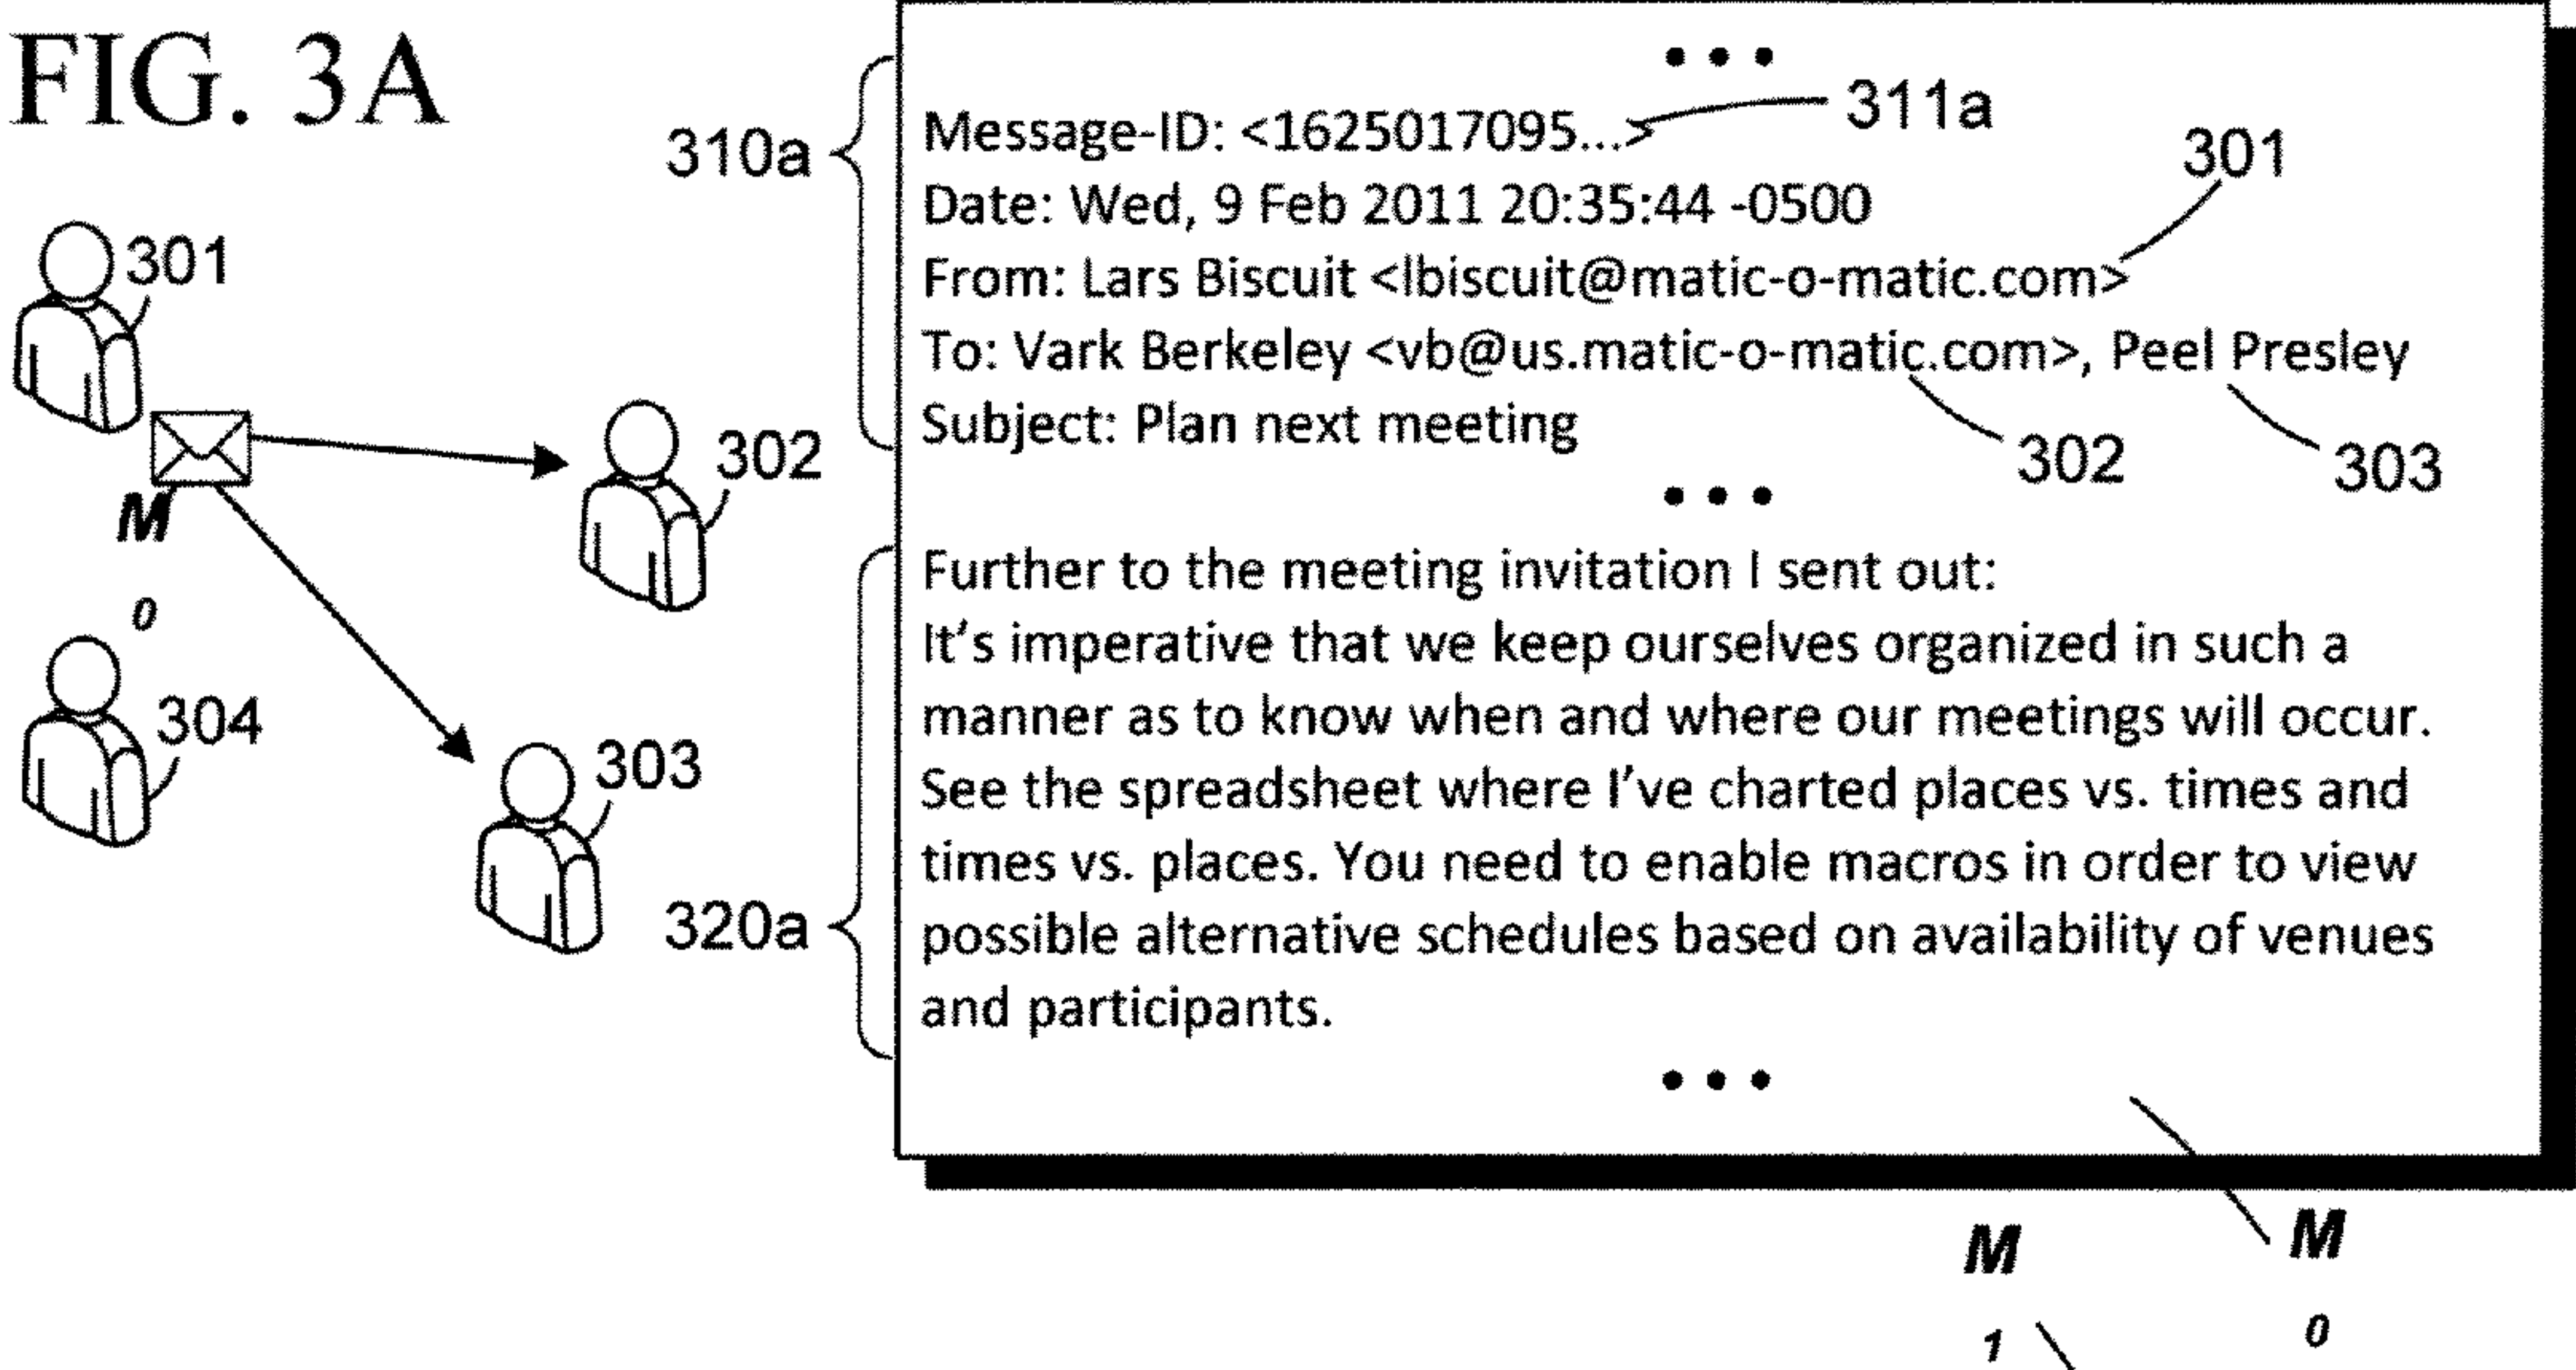 FIG. 3A
310a
Message-ID: <1625017095...>
311a
Date: Wed, 9 Feb 2011 20:35:44 -0500
301
From: Lars Biscuit <lbiscuit@matic-o-matic.com>
To: Vark Berkeley <vb@us.matic-o-matic.com>, Peel Presley
Subject: Plan next meeting
302
303
301
302
M
0
304
303
320a
Further to the meeting invitation I sent out:
It's imperative that we keep ourselves organized in such a
manner as to know when and where our meetings will occur.
See the spreadsheet where I've charted places vs. times and
times vs. places. You need to enable macros in order to view
possible alternative schedules based on availability of venues
and participants.
M
1
M
0